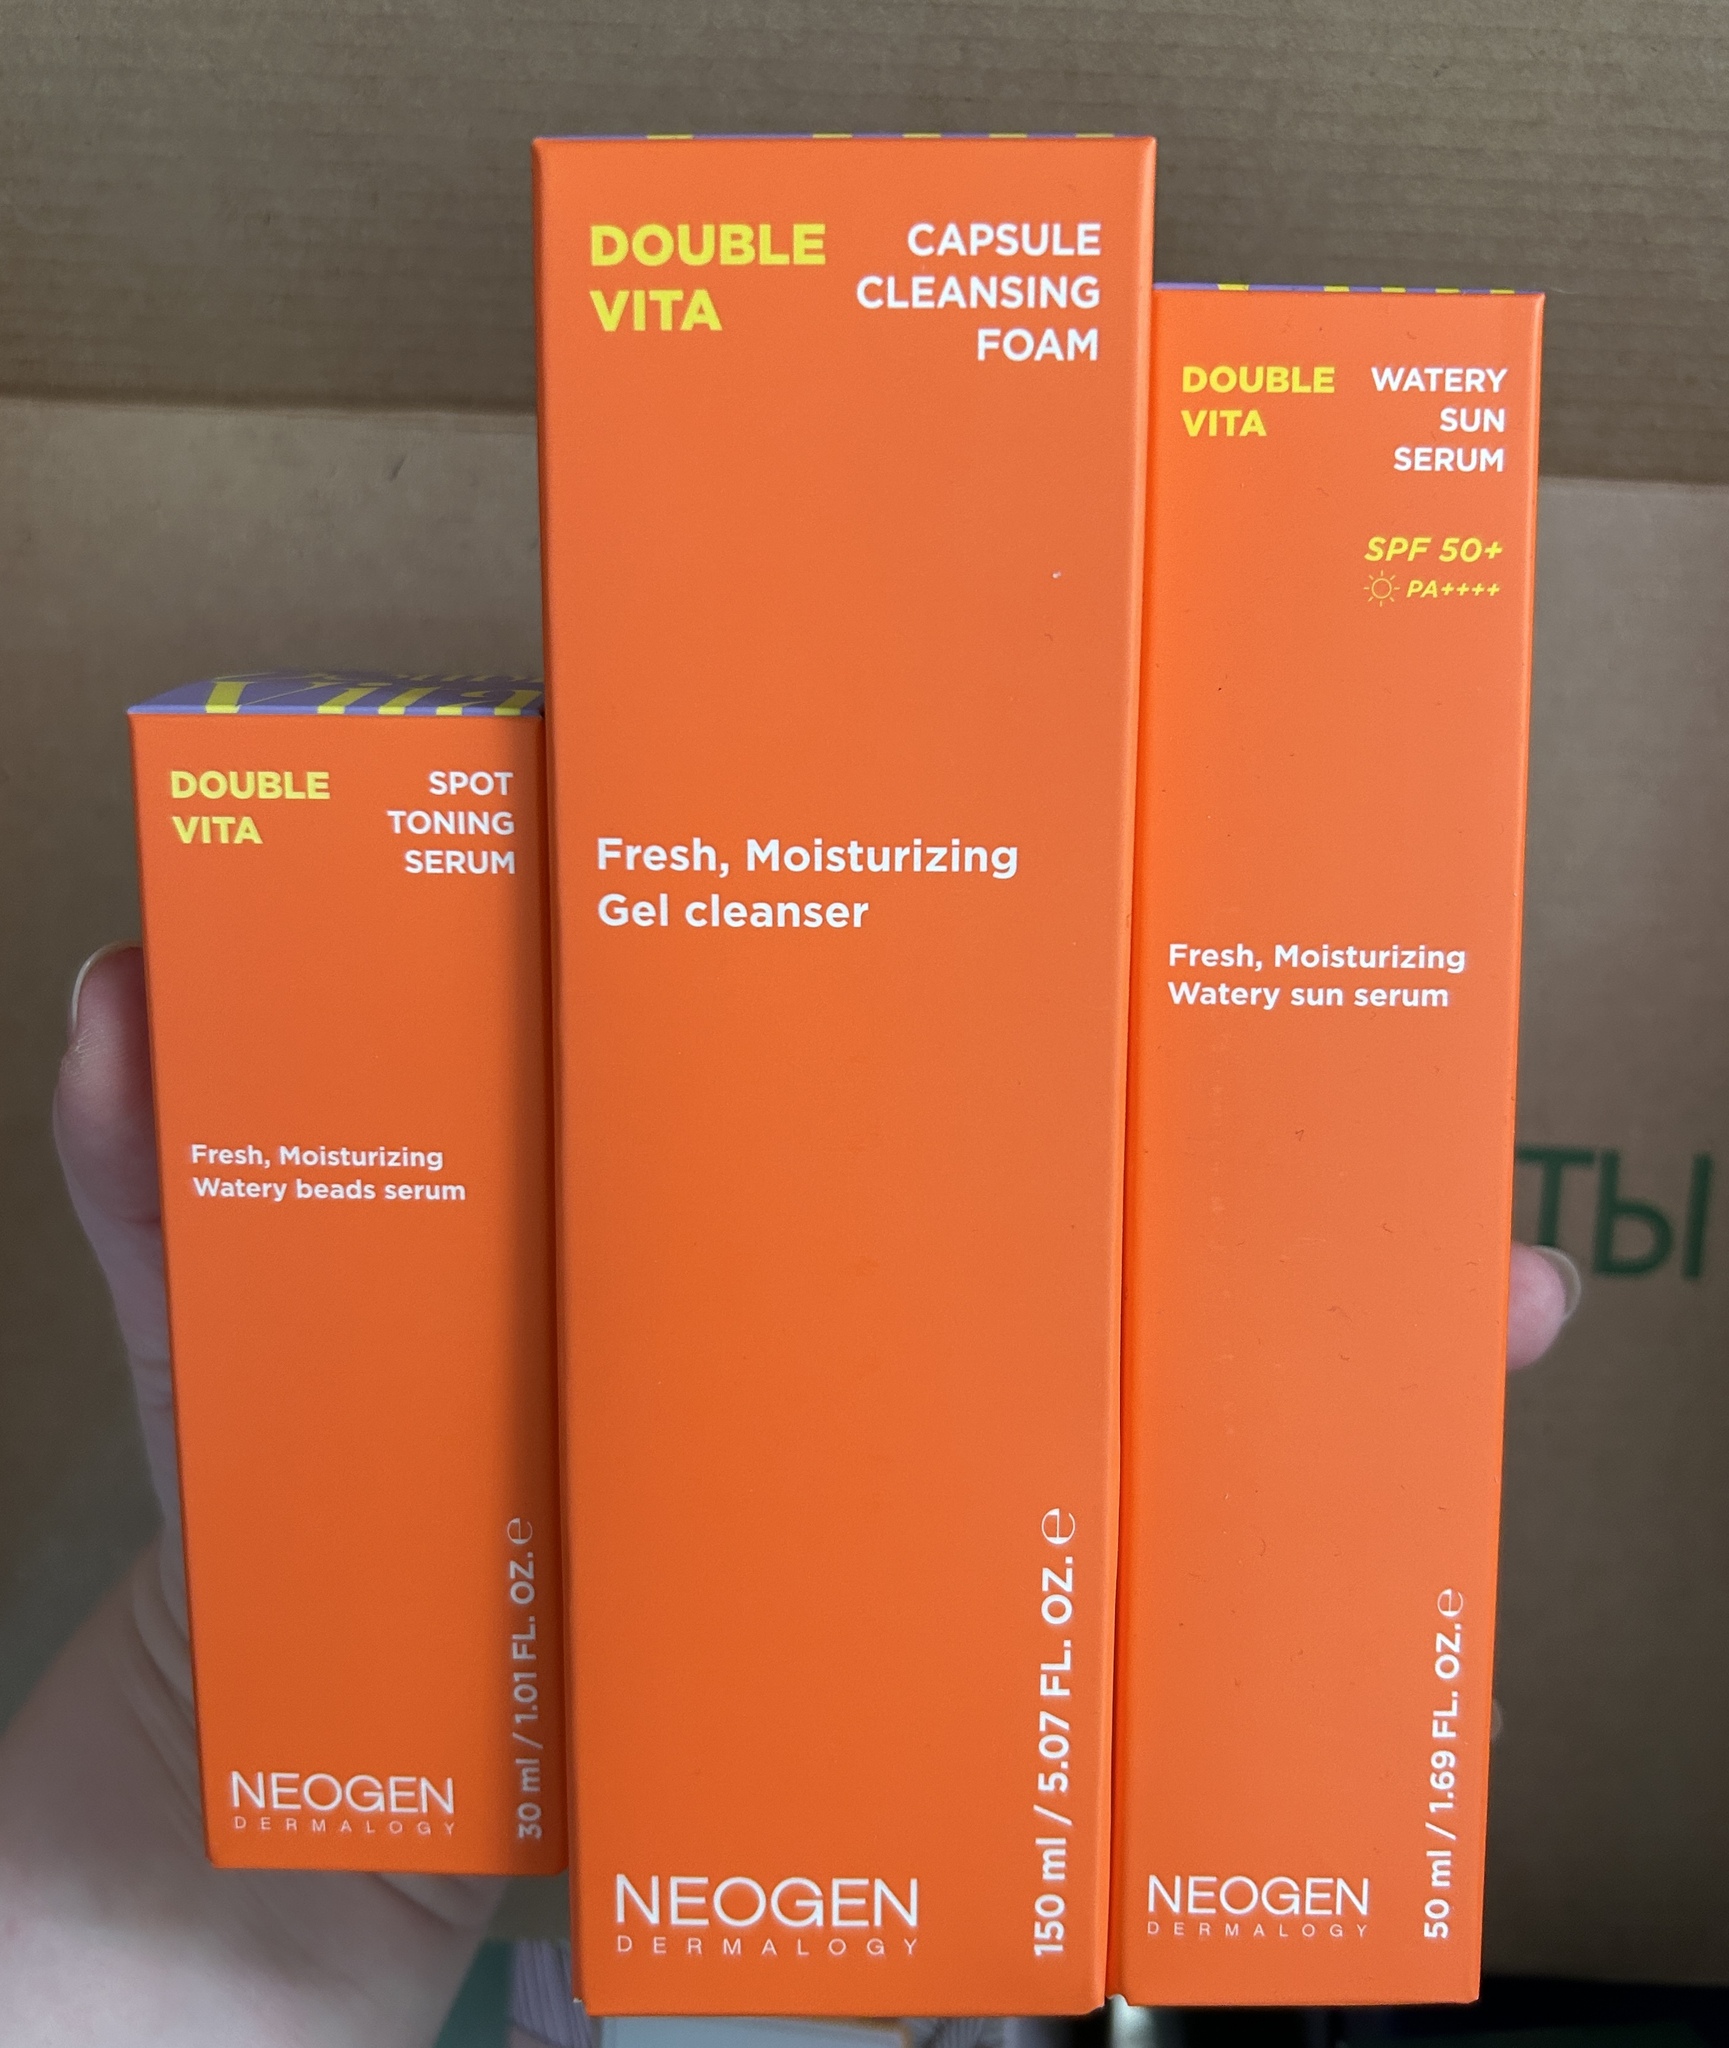 DOUBLE
VITA
CAPSULE
CLEANSING
FOAM
Fresh, Moisturizing
Gel cleanser
150 ml / 5.07 FL. OZ. ℮
NEOGEN
DERMALOGY
DOUBLE
VITA
WATERY
SUN
SERUM
SPF 50+
PA++++
Fresh, Moisturizing
Watery sun serum
50 ml / 1.69 FL. OZ. ℮
NEOGEN
DERMALOGY
Vita
DOUBLE
VITA
SPOT
TONING
SERUM
Fresh, Moisturizing
Watery beads serum
30 ml / 1.01 FL. OZ. ℮
NEOGEN
DERMALOGY